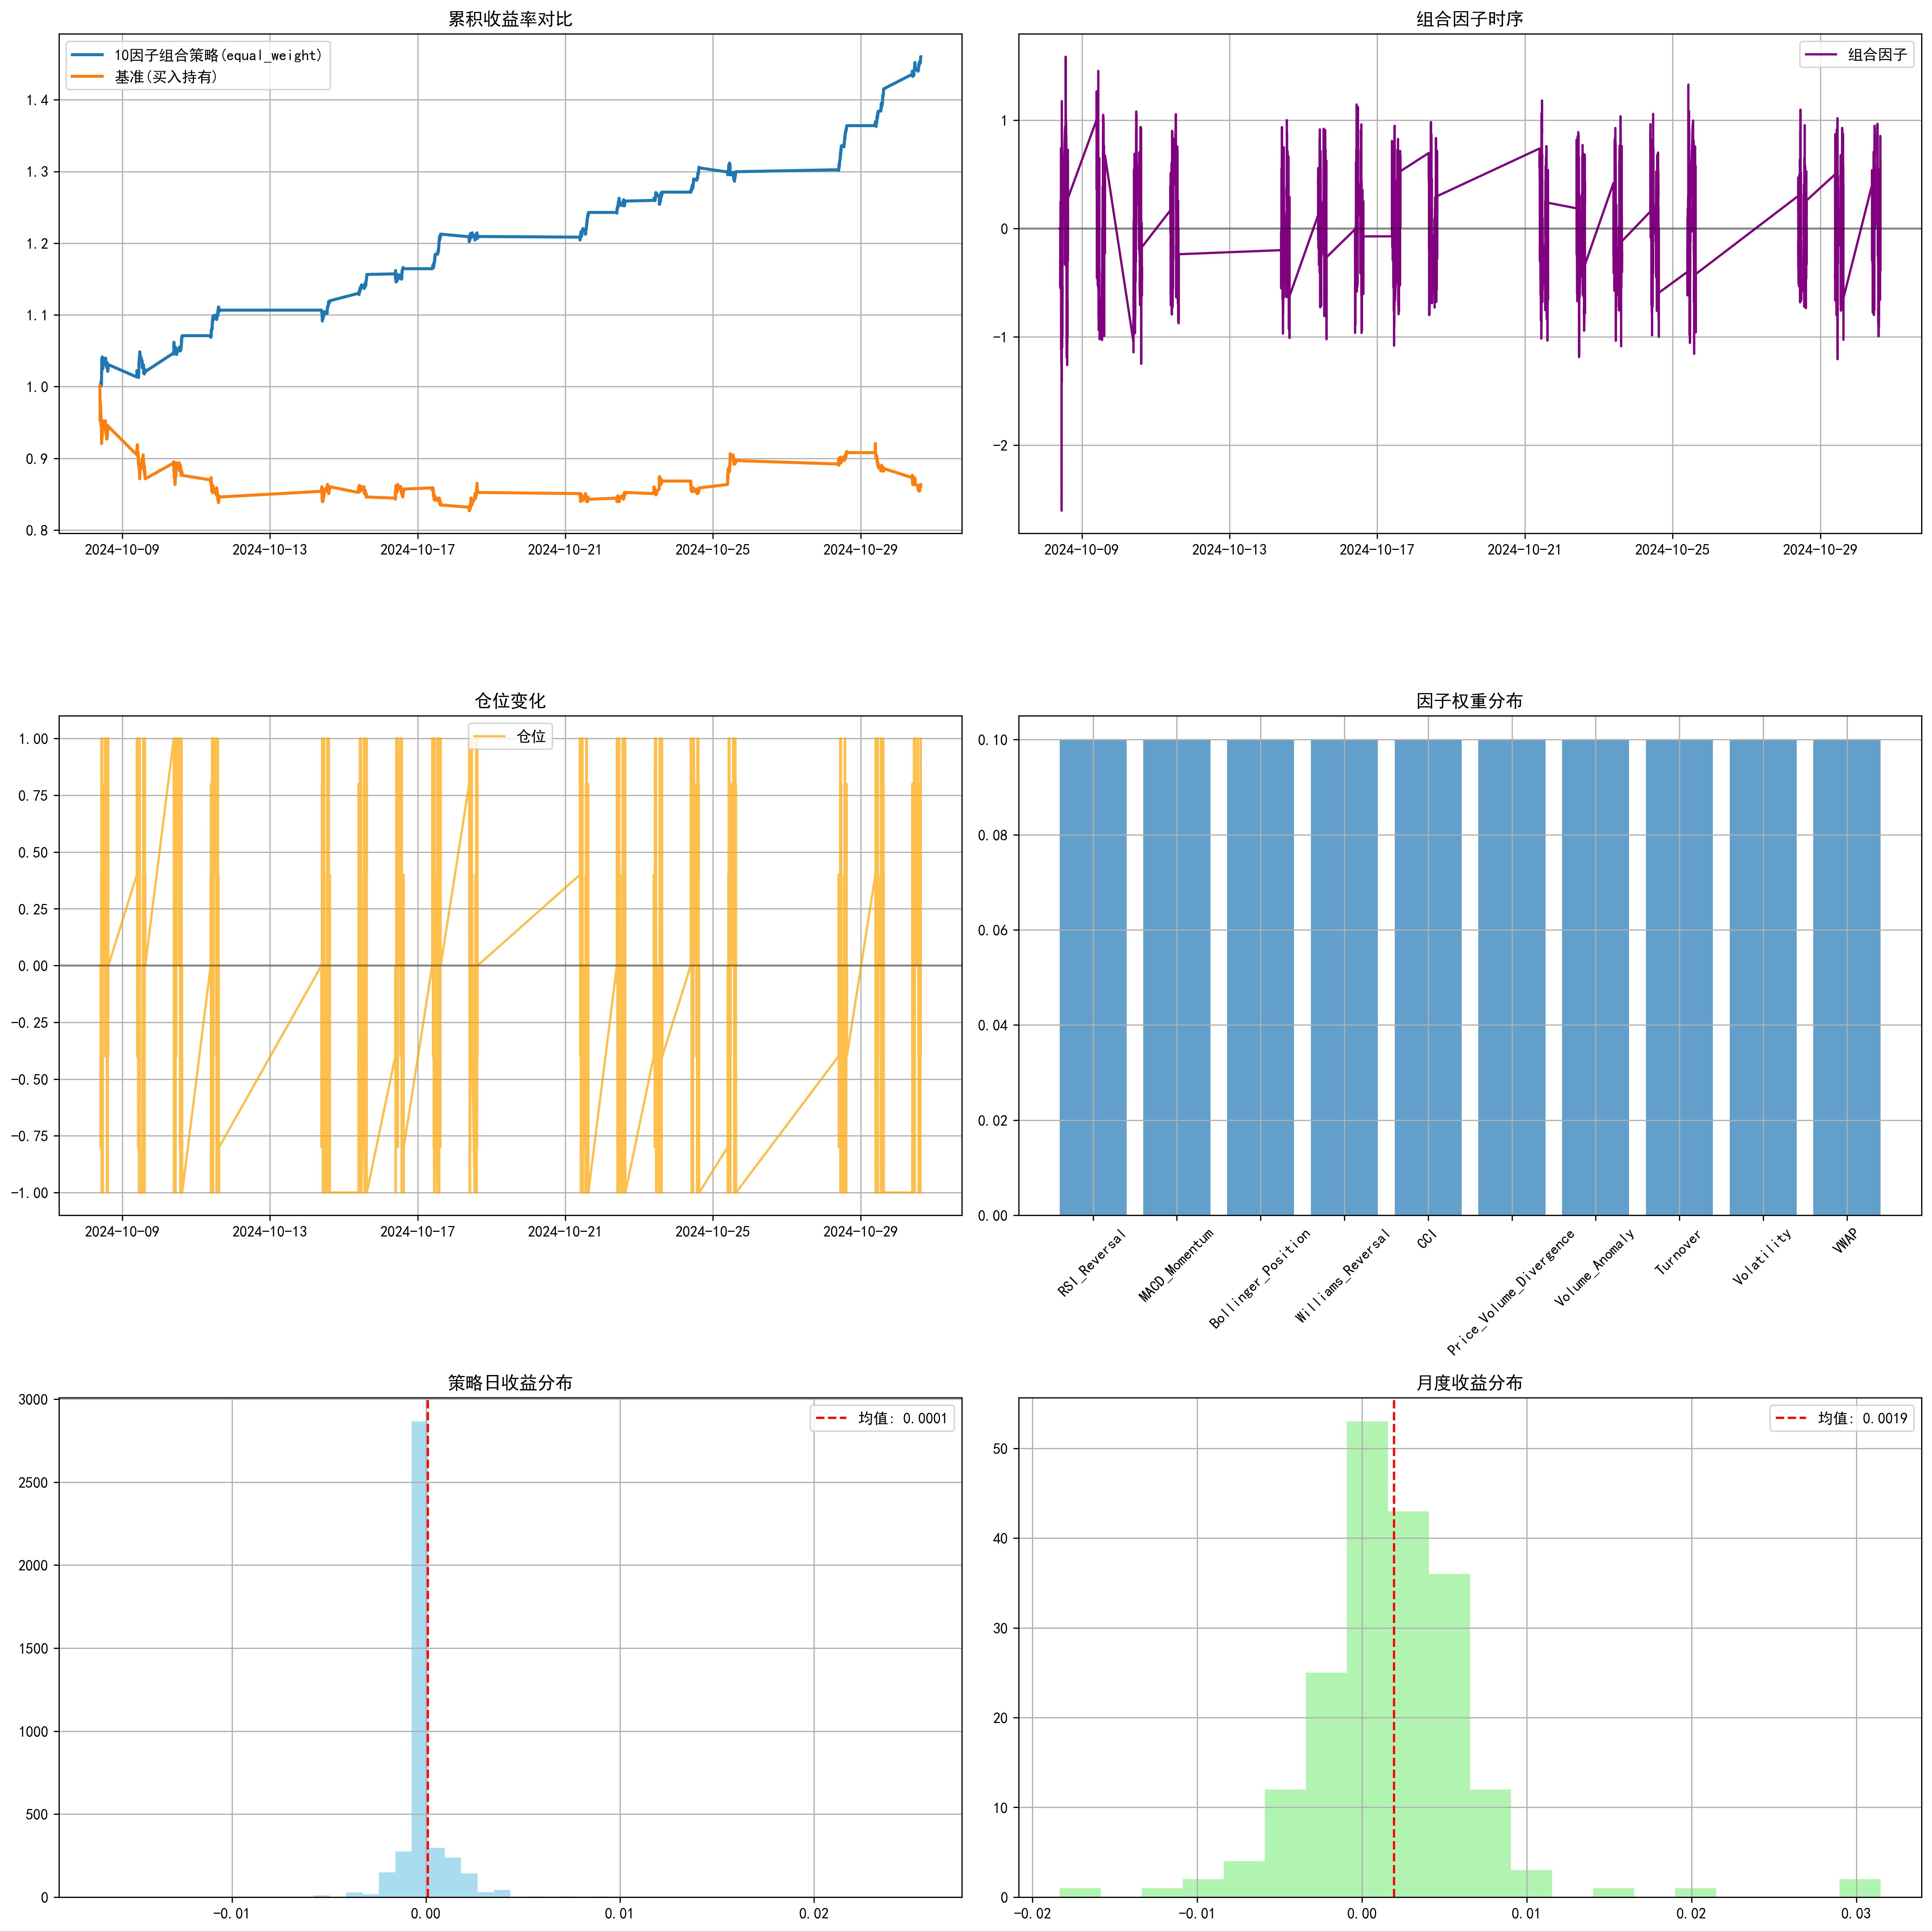 累积收益率对比
10因子组合策略(equal_weight)
基准(买入持有)
1.4
1.3
1.2
1.1
1.0
0.9
0.8
2024-10-09 2024-10-13 2024-10-17 2024-10-21 2024-10-25 2024-10-29
组合因子时序
组合因子
1
0
-1
-2
2024-10-09 2024-10-13 2024-10-17 2024-10-21 2024-10-25 2024-10-29
仓位变化
仓位
1.00
0.75
0.50
0.25
0.00
-0.25
-0.50
-0.75
-1.00
2024-10-09 2024-10-13 2024-10-17 2024-10-21 2024-10-25 2024-10-29
因子权重分布
0.10
0.08
0.06
0.04
0.02
0.00
RSI_Reversal
MACD_Momentum
Bollinger_Position
Williams_Reversal
CCI
Price_Volume_Divergence
Volume_Anomaly
Turnover
Volatility
VWAP
策略日收益分布
均值: 0.0001
3000
2500
2000
1500
1000
500
0
-0.01 0.00 0.01 0.02
月度收益分布
均值: 0.0019
50
40
30
20
10
0
-0.02 -0.01 0.00 0.01 0.02 0.03